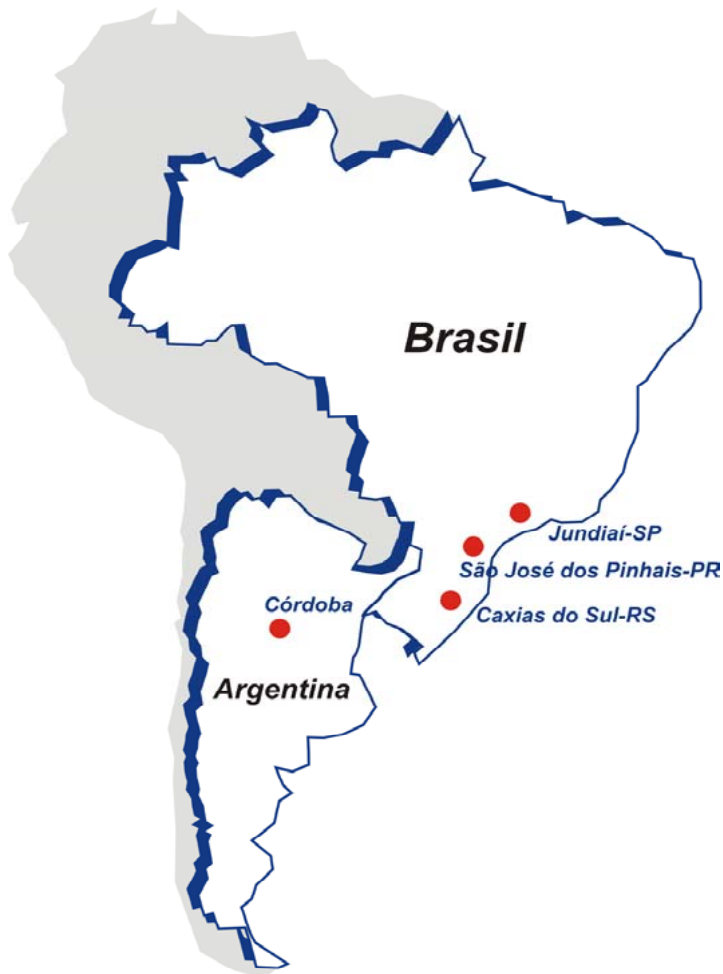 Brasil
Jundiaí-SP
São José dos Pinhais-PR
Córdoba
Caxias do Sul-RS
Argentina